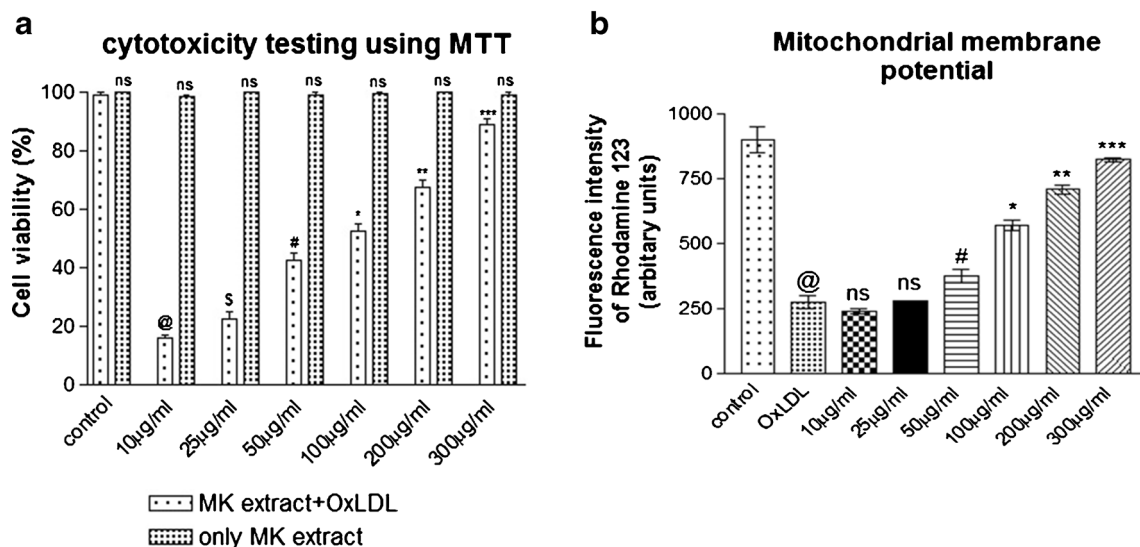 a
cytotoxicity testing using MTT
Cell viability (%)
100
80
60
40
20
0
ns
ns
ns
ns
ns
ns
ns
@
$
#
*
**
***
control
10µg/ml
25µg/ml
50µg/ml
100µg/ml
200µg/ml
300µg/ml
MK extract+OxLDL
only MK extract
b
Mitochondrial membrane
potential
Fluorescence intensity
of Rhodamine 123
(arbitary units)
1000
750
500
250
0
@
ns
ns
#
*
**
***
control
OxLDL
10µg/ml
25µg/ml
50µg/ml
100µg/ml
200µg/ml
300µg/ml